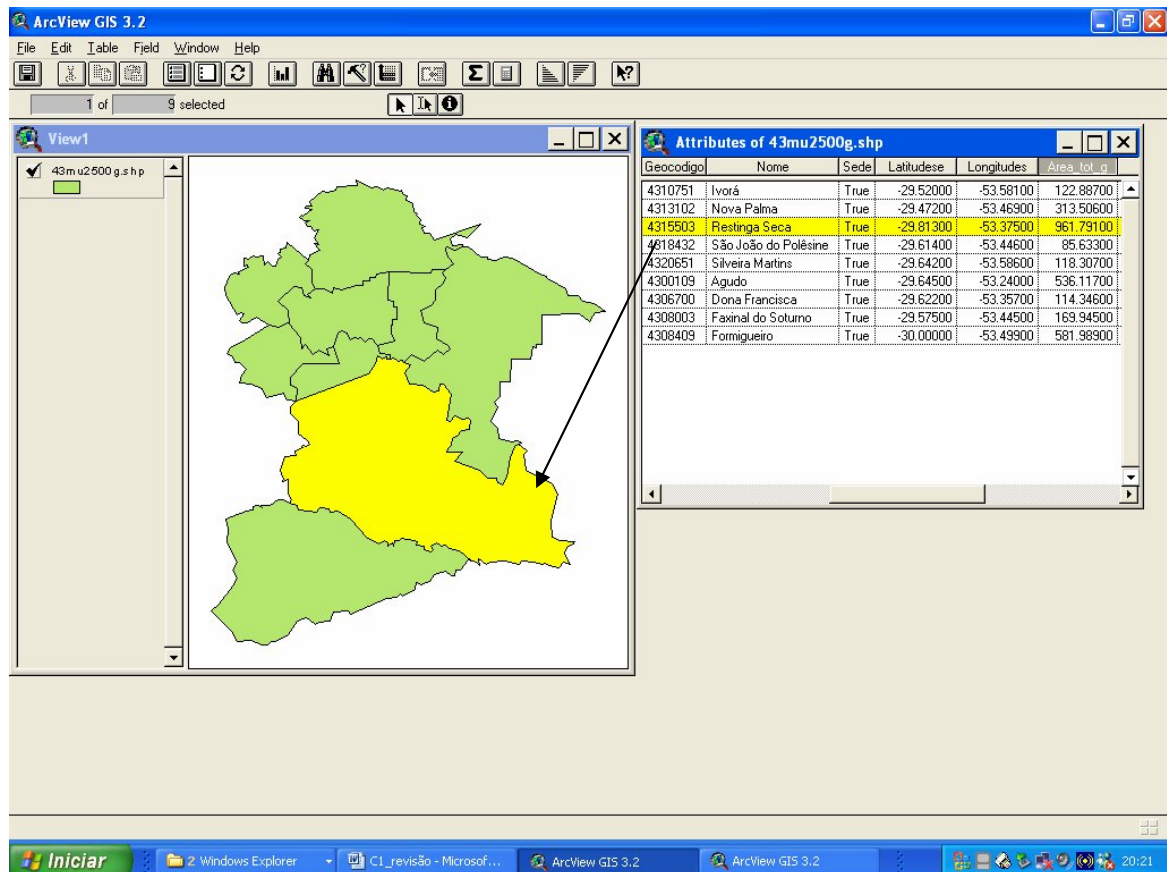 ArcView GIS 3.2
File Edit Table Field Window Help
1 of 9 selected
View1
43mu2500g.shp
Attributes of 43mu2500g.shp
Geocodigo Nome Sede Latitudese Longitudes Area_tot_g
4310751 Ivorá True -29.52000 -53.58100 122.88700
4313102 Nova Palma True -29.47200 -53.46900 313.50600
4315503 Restinga Seca True -29.81300 -53.37500 961.79100
4318432 São João do Polêsine True -29.61400 -53.44600 85.63300
4320651 Silveira Martins True -29.64200 -53.58600 118.30700
4300109 Agudo True -29.64500 -53.24000 536.11700
4306700 Dona Francisca True -29.62200 -53.35700 114.34600
4308003 Faxinal do Soturno True -29.57500 -53.44500 169.94500
4308409 Formigueiro True -30.00000 -53.49900 581.98900
Iniciar 2 Windows Explorer C1_revisão - Microsof... ArcView GIS 3.2 ArcView GIS 3.2 20:21